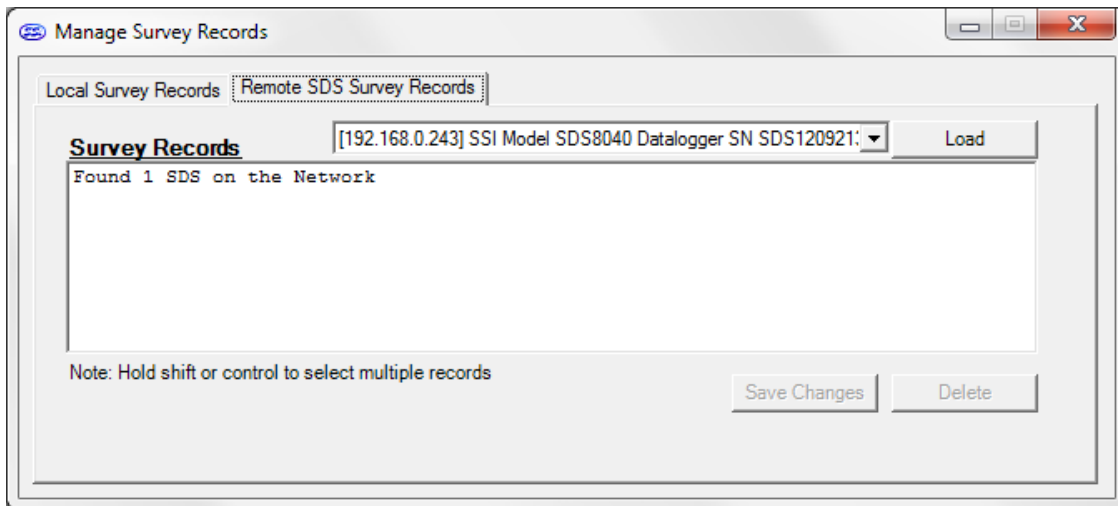 Manage Survey Records
Local Survey Records
Remote SDS Survey Records
Survey Records
[192.168.0.243] SSI Model SDS8040 Datalogger SN
Load
Found 1 SDS on the Network
Note: Hold shift or control to select multiple records
Save Changes
Delete